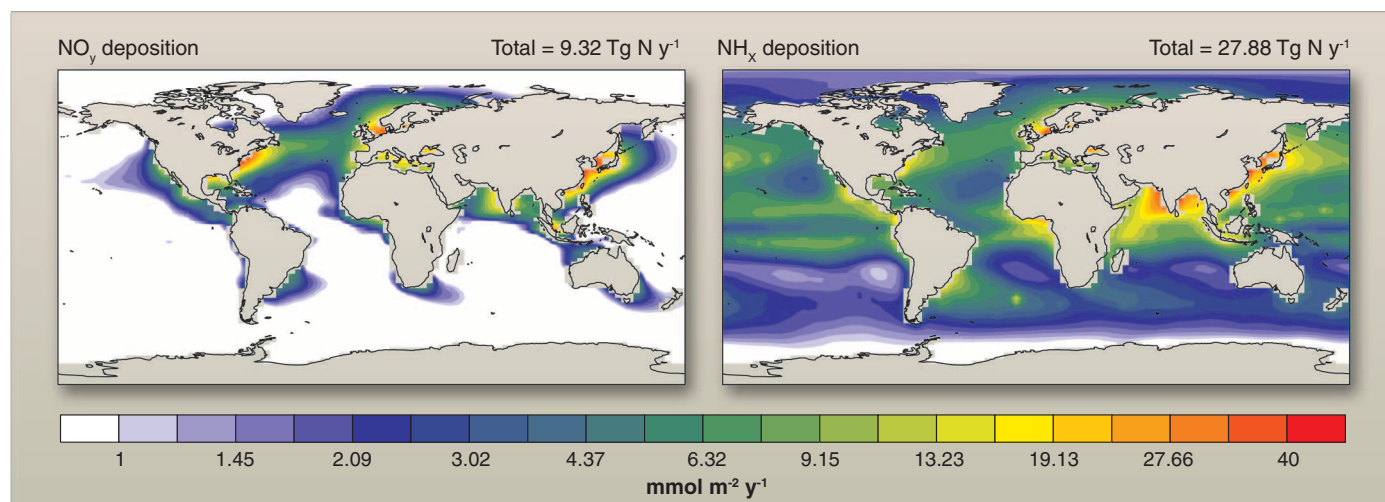 NOy deposition Total = 9.32 Tg N y-1
NHX deposition Total = 27.88 Tg N y-1
1 1.45 2.09 3.02 4.37 6.32 9.15 13.23 19.13 27.66 40
mmol m-2 y-1